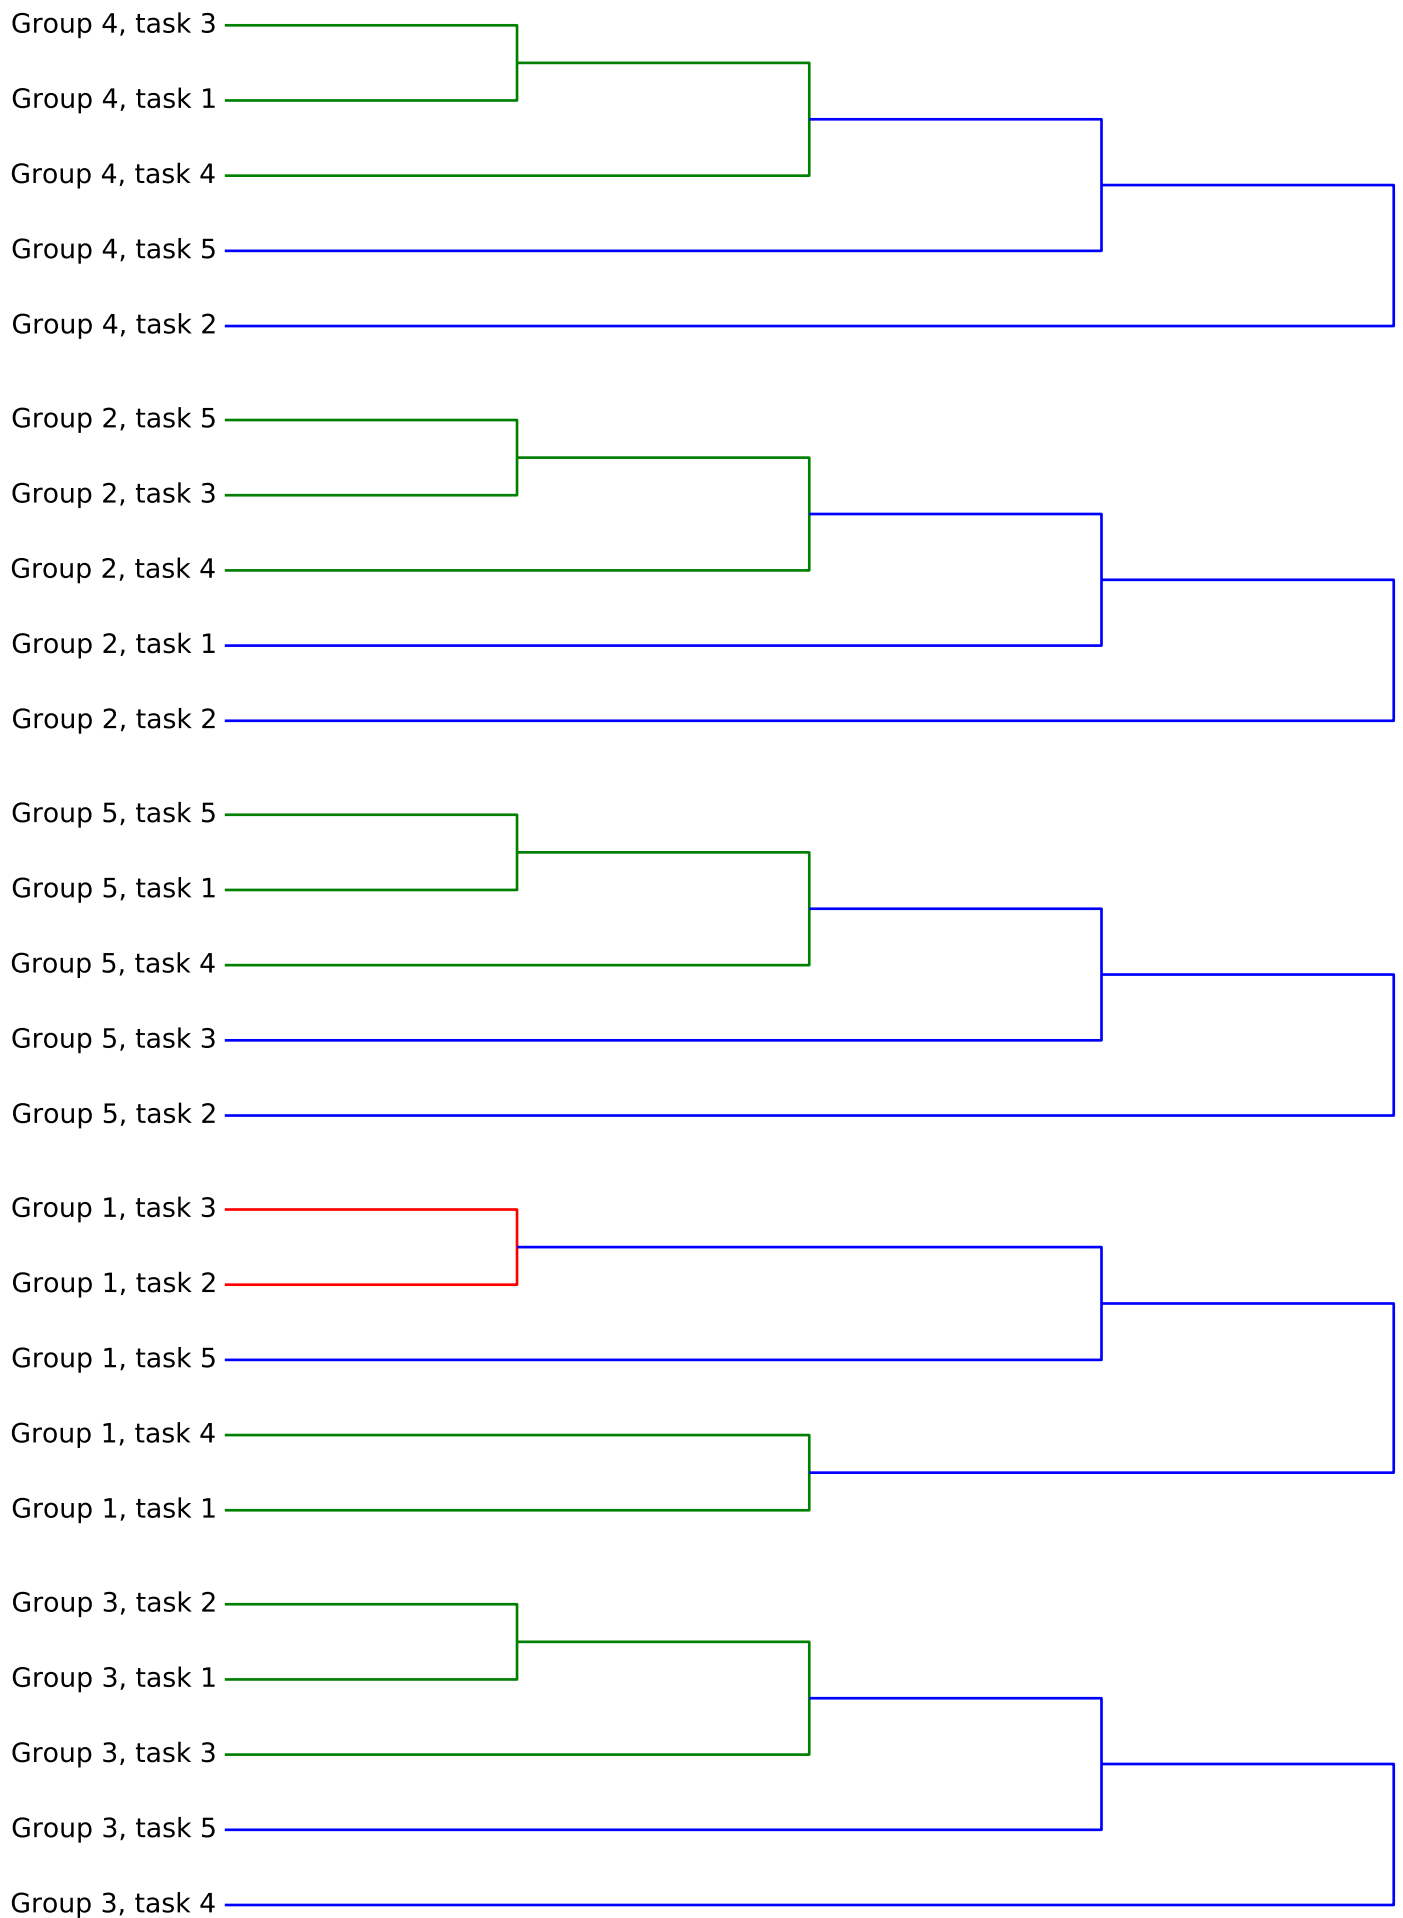 Group 4, task 3
Group 4, task 1
Group 4, task 4
Group 4, task 5
Group 4, task 2
Group 2, task 5
Group 2, task 3
Group 2, task 4
Group 2, task 1
Group 2, task 2
Group 5, task 5
Group 5, task 1
Group 5, task 4
Group 5, task 3
Group 5, task 2
Group 1, task 3
Group 1, task 2
Group 1, task 5
Group 1, task 4
Group 1, task 1
Group 3, task 2
Group 3, task 1
Group 3, task 3
Group 3, task 5
Group 3, task 4